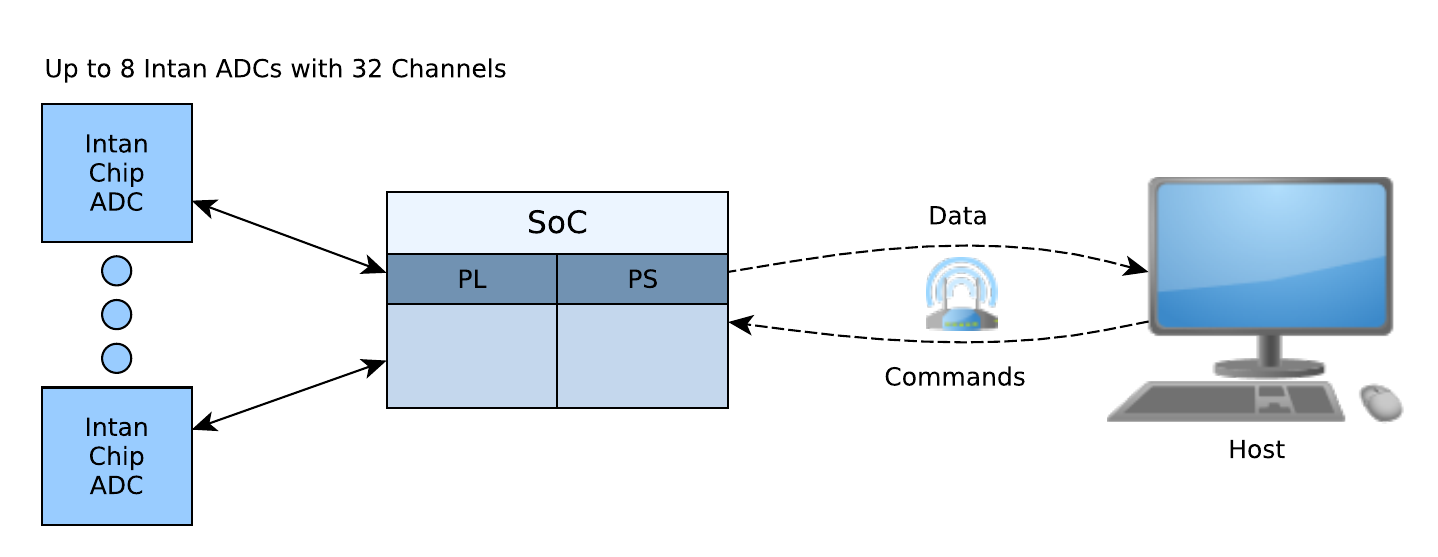 Up to 8 Intan ADCs with 32 Channels
Intan
Chip
ADC
SoC
PL
PS
Data
Commands
Host
Intan
Chip
ADC